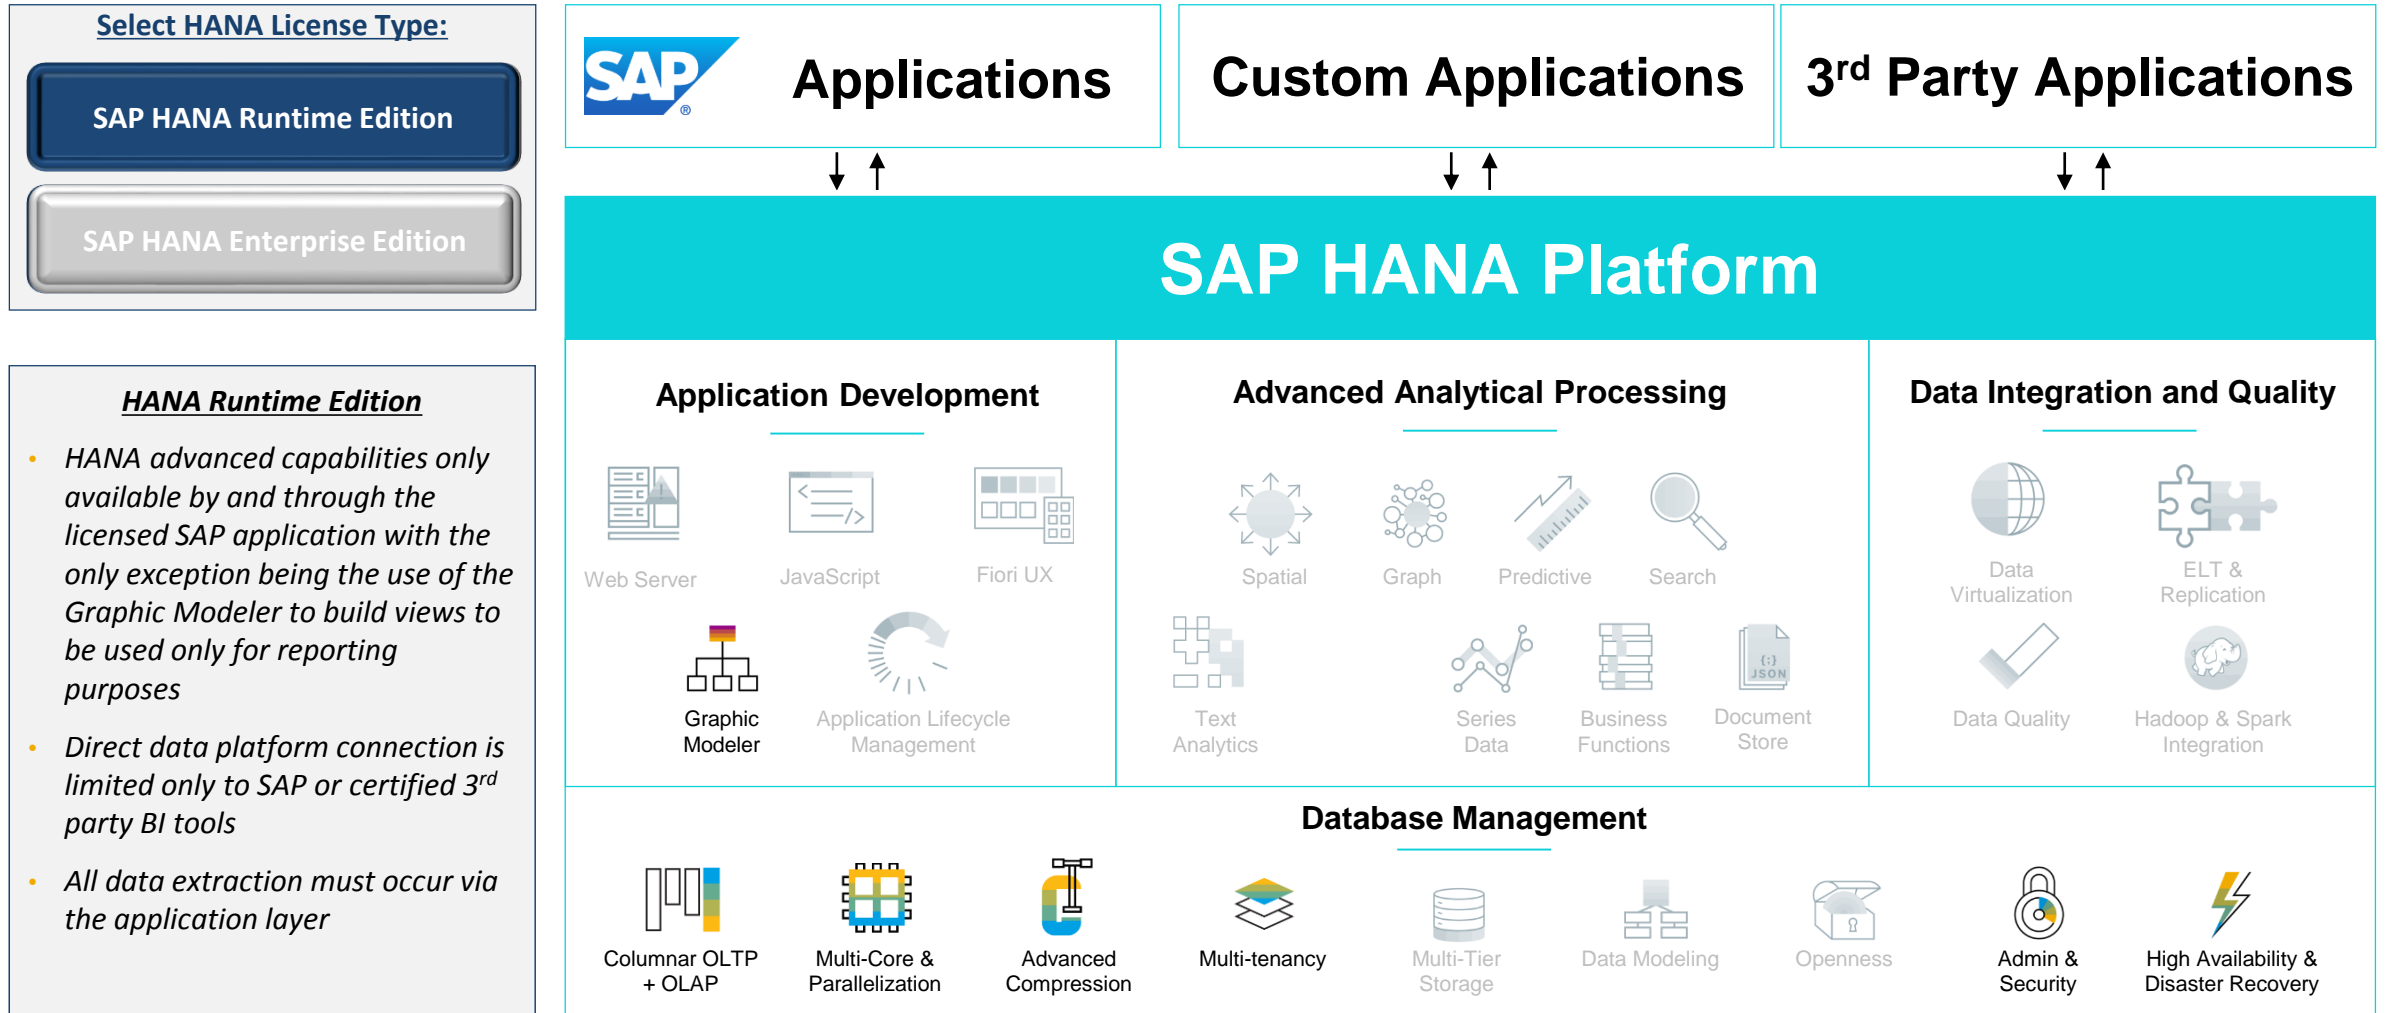 Select HANA License Type:
SAP HANA Runtime Edition
SAP HANA Enterprise Edition
HANA Runtime Edition
• HANA advanced capabilities only
available by and through the
licensed SAP application with the
only exception being the use of the
Graphic Modeler to build views to
be used only for reporting
purposes
• Direct data platform connection is
limited only to SAP or certified 3rd
party BI tools
• All data extraction must occur via
the application layer
SAP® Applications
Custom Applications
3rd Party Applications
SAP HANA Platform
Application Development
Web Server
JavaScript
Fiori UX
Graphic
Modeler
Application Lifecycle
Management
Advanced Analytical Processing
Spatial
Graph
Predictive
Search
Text
Analytics
Series
Data
Business
Functions
{;}
JSON
Document
Store
Data Integration and Quality
Data
Virtualization
ELT &
Replication
Data Quality
Hadoop & Spark
Integration
Database Management
Columnar OLTP
+ OLAP
Multi-Core &
Parallelization
Advanced
Compression
Multi-tenancy
Multi-Tier
Storage
Data Modeling
Openness
Admin &
Security
High Availability &
Disaster Recovery